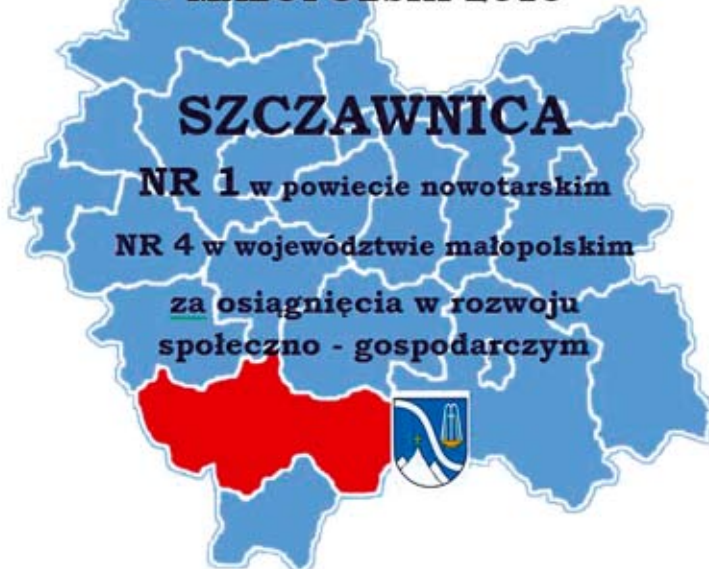 SZCZAWNICA
NR 1 w powiecie nowotarskim
NR 4 w województwie małopolskim
za osiągnięcia w rozwoju
społeczno - gospodarczym